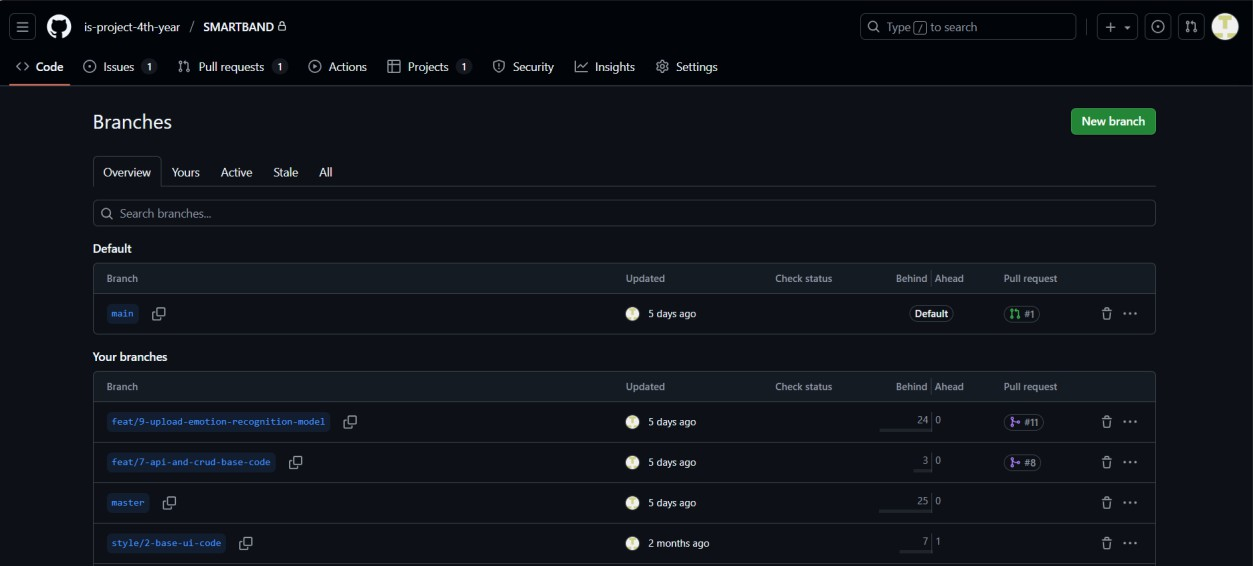 is-project-4th-year / SMARTBAND
Type / to search
Code Issues 1 Pull requests 1 Actions Projects 1 Security Insights Settings
Branches
New branch
Overview Yours Active Stale All
Search branches...
Default
Branch Updated Check status Behind Ahead Pull request
main 5 days ago Default #1
Your branches
Branch Updated Check status Behind Ahead Pull request
feat/9-upload-emotion-recognition-model 5 days ago 24 0 #11
feat/7-api-and-crud-base-code 5 days ago 3 0 #8
master 5 days ago 25 0
style/2-base-ui-code 2 months ago 7 1